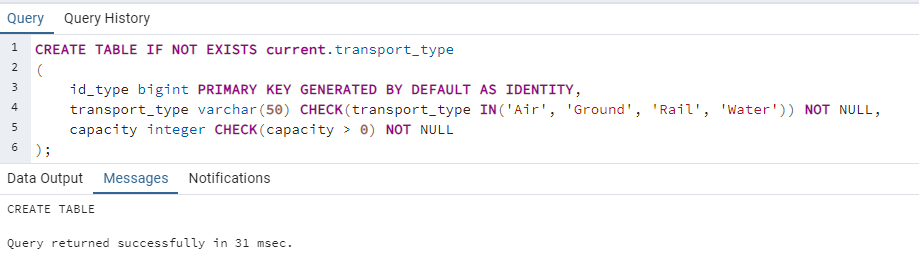 Query Query History
1 CREATE TABLE IF NOT EXISTS current.transport_type
2 (
3 id_type bigint PRIMARY KEY GENERATED BY DEFAULT AS IDENTITY,
4 transport_type varchar(50) CHECK(transport_type IN('Air', 'Ground', 'Rail', 'Water')) NOT NULL,
5 capacity integer CHECK(capacity > 0) NOT NULL
6 );
Data Output Messages Notifications
CREATE TABLE
Query returned successfully in 31 msec.